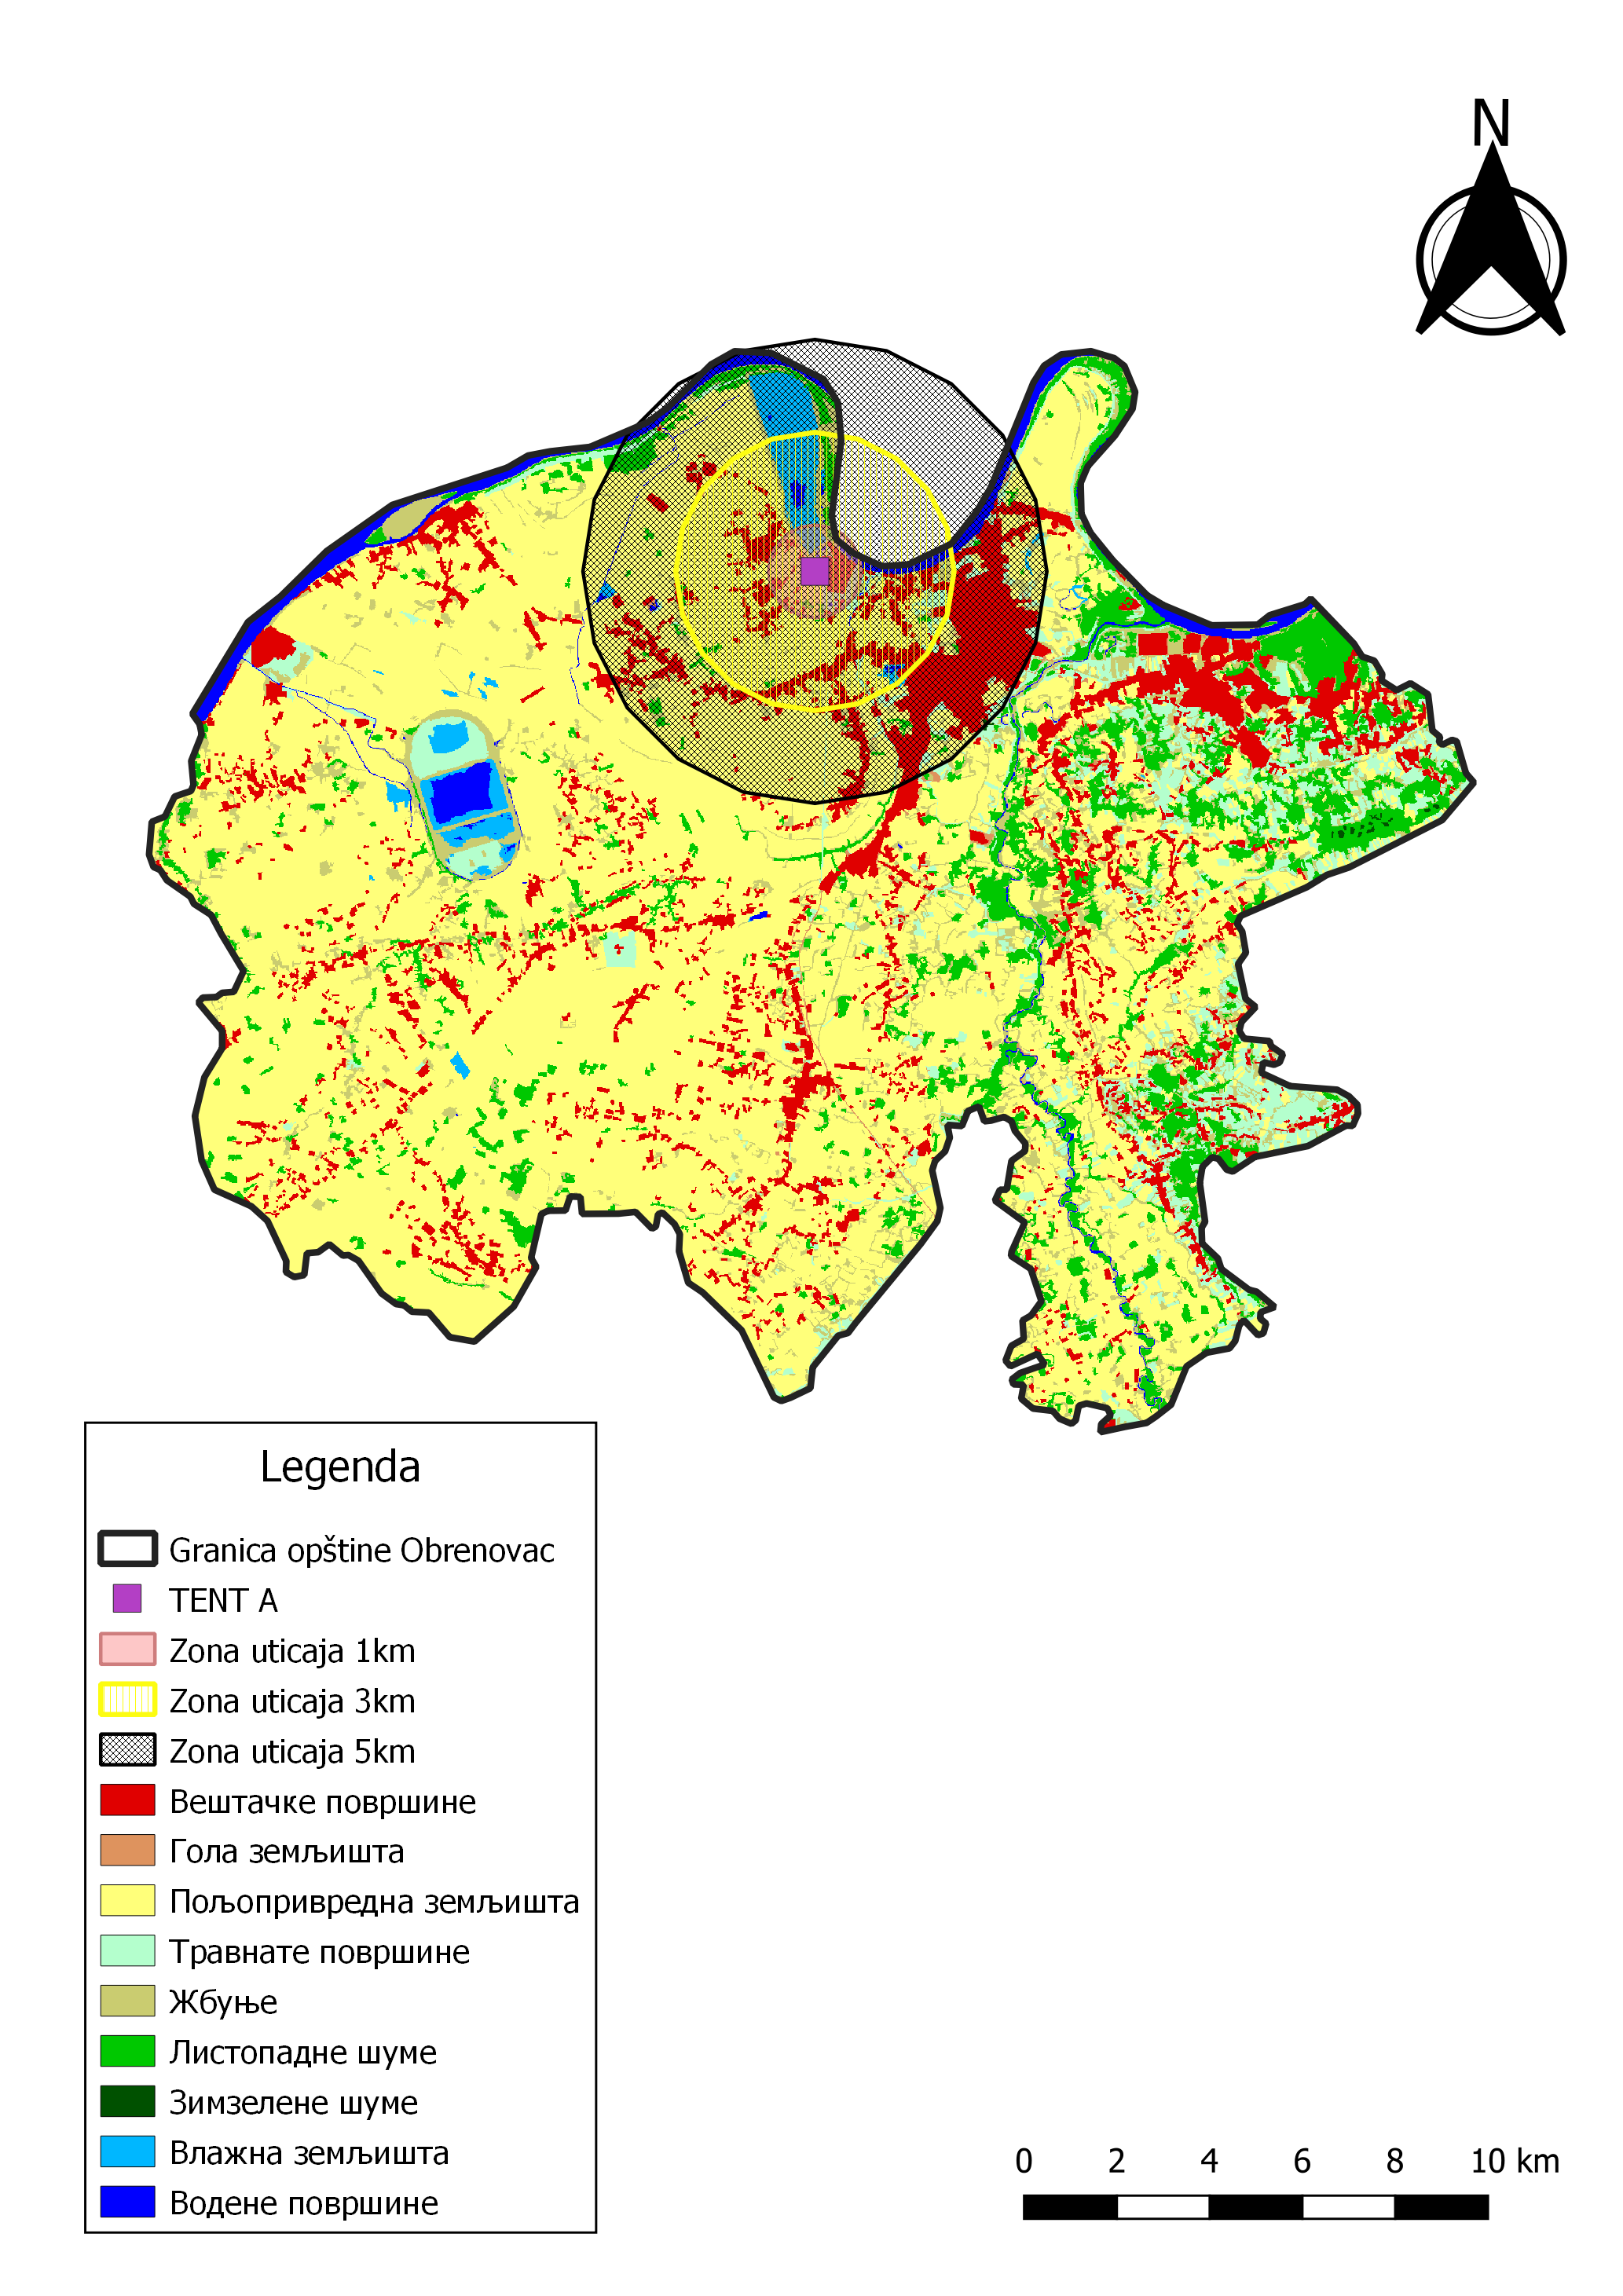 N
Legenda
Granica opštine Obrenovac
TENT A
Zona uticaja 1km
Zona uticaja 3km
Zona uticaja 5km
Вештачке површине
Гола земљишта
Пољопривредна земљишта
Травнате површине
Жбуње
Листопадне шуме
Зимзелене шуме
Влажна земљишта
Водене површине
0 2 4 6 8 10 km